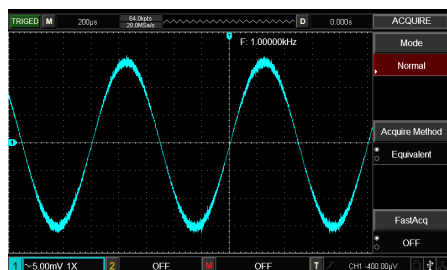 TRIGED M 200μs 64.0kpts D 0.000s ACQUIRE
20.0MSa/s
F: 1.00000kHz
Mode
Normal
Acquire Method
Equivalent
FastAcq
OFF
1 ~5.00mV 1X 2 OFF M OFF T CH1 -400.00μV